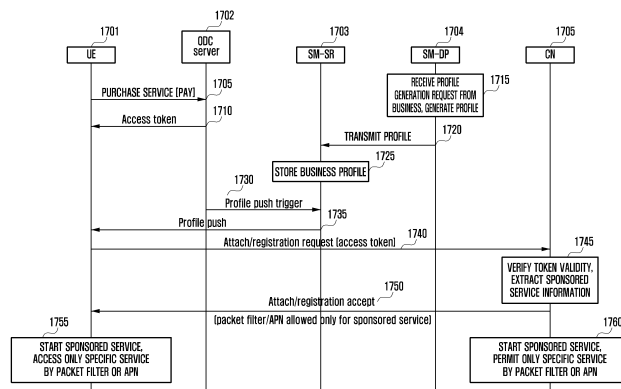 1701
1702
1703
1704
1705
UE
ODC
server
SM-SR
SM-DP
CN
PURCHASE SERVICE [PAY]
1705
RECEIVE PROFILE
GENERATION REQUEST FROM
BUSINESS, GENERATE PROFILE
1715
Access token
1710
TRANSMIT PROFILE
1720
STORE BUSINESS PROFILE
1725
1730
Profile push trigger
Profile push
1735
Attach/registration request (access token)
1740
1745
VERIFY TOKEN VALIDITY,
EXTRACT SPONSORED
SERVICE INFORMATION
Attach/registration accept
1750
(packet filter/APN allowed only for sponsored service)
1755
START SPONSORED SERVICE,
ACCESS ONLY SPECIFIC SERVICE
BY PACKET FILTER OR APN
1760
START SPONSORED SERVICE,
PERMIT ONLY SPECIFIC SERVICE
BY PACKET FILTER OR APN